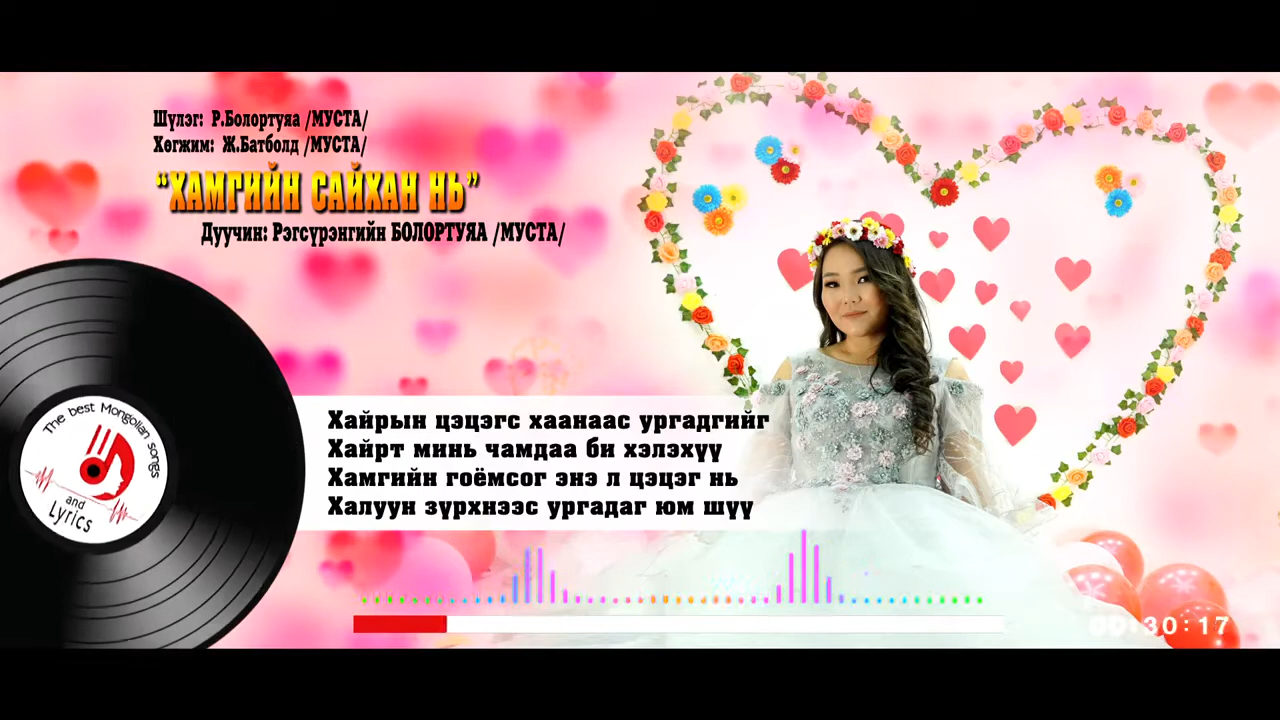 Шүлэг: Р.Болортуяа /МУСТА/
Хөгжим: Ж.Батболд /МУСТА/
“ХАМГИЙН САЙХАН НЬ”
Дуучин: Рэгсүрэнгийн БОЛОРТУЯА /МУСТА/
The best Mongolian songs
and
Lyrics
Хайрын цэцэгс хаанаас ургадгийг
Хайрт минь чамдаа би хэлэхүү
Хамгийн гоёмсог энэ л цэцэг нь
Халуун зүрхнээс ургадаг юм шүү
00:30:17